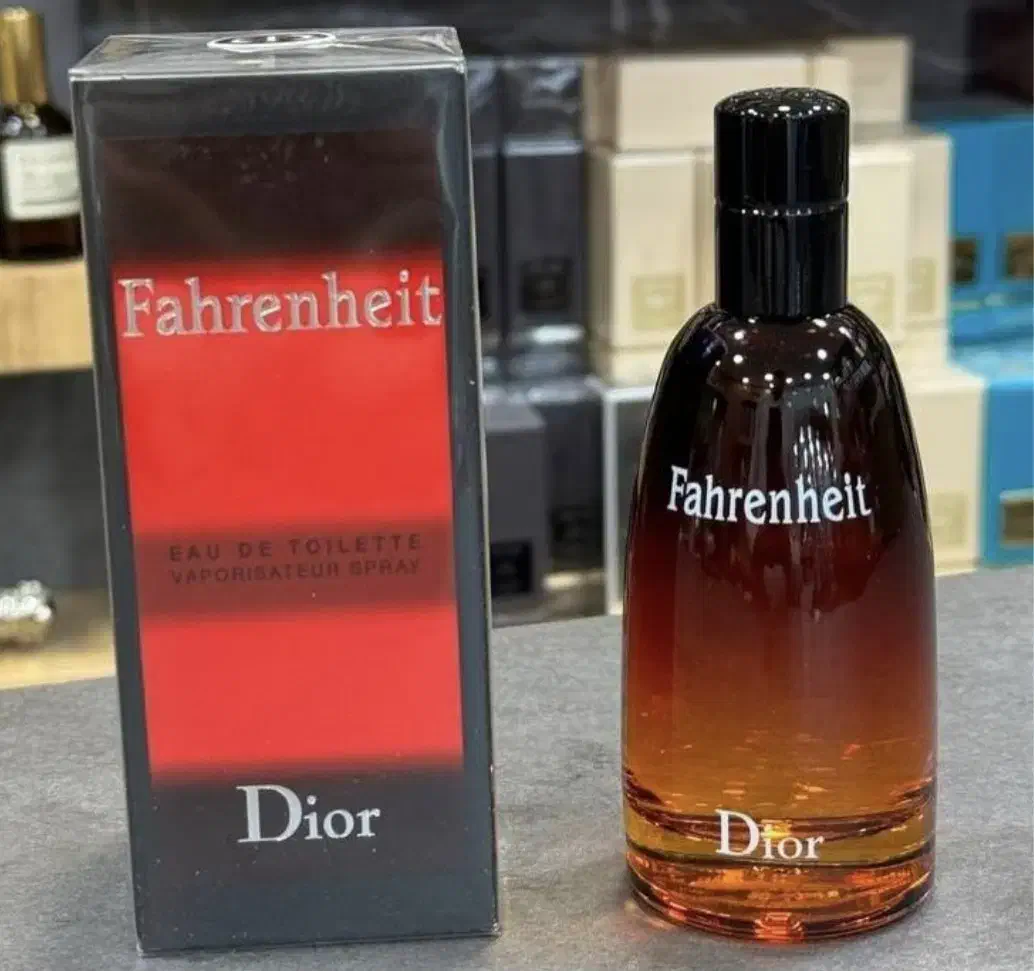 Fahrenheit
EAU DE TOILETTE
VAPORISATEUR SPRAY
Dior
Fahrenheit
Dior